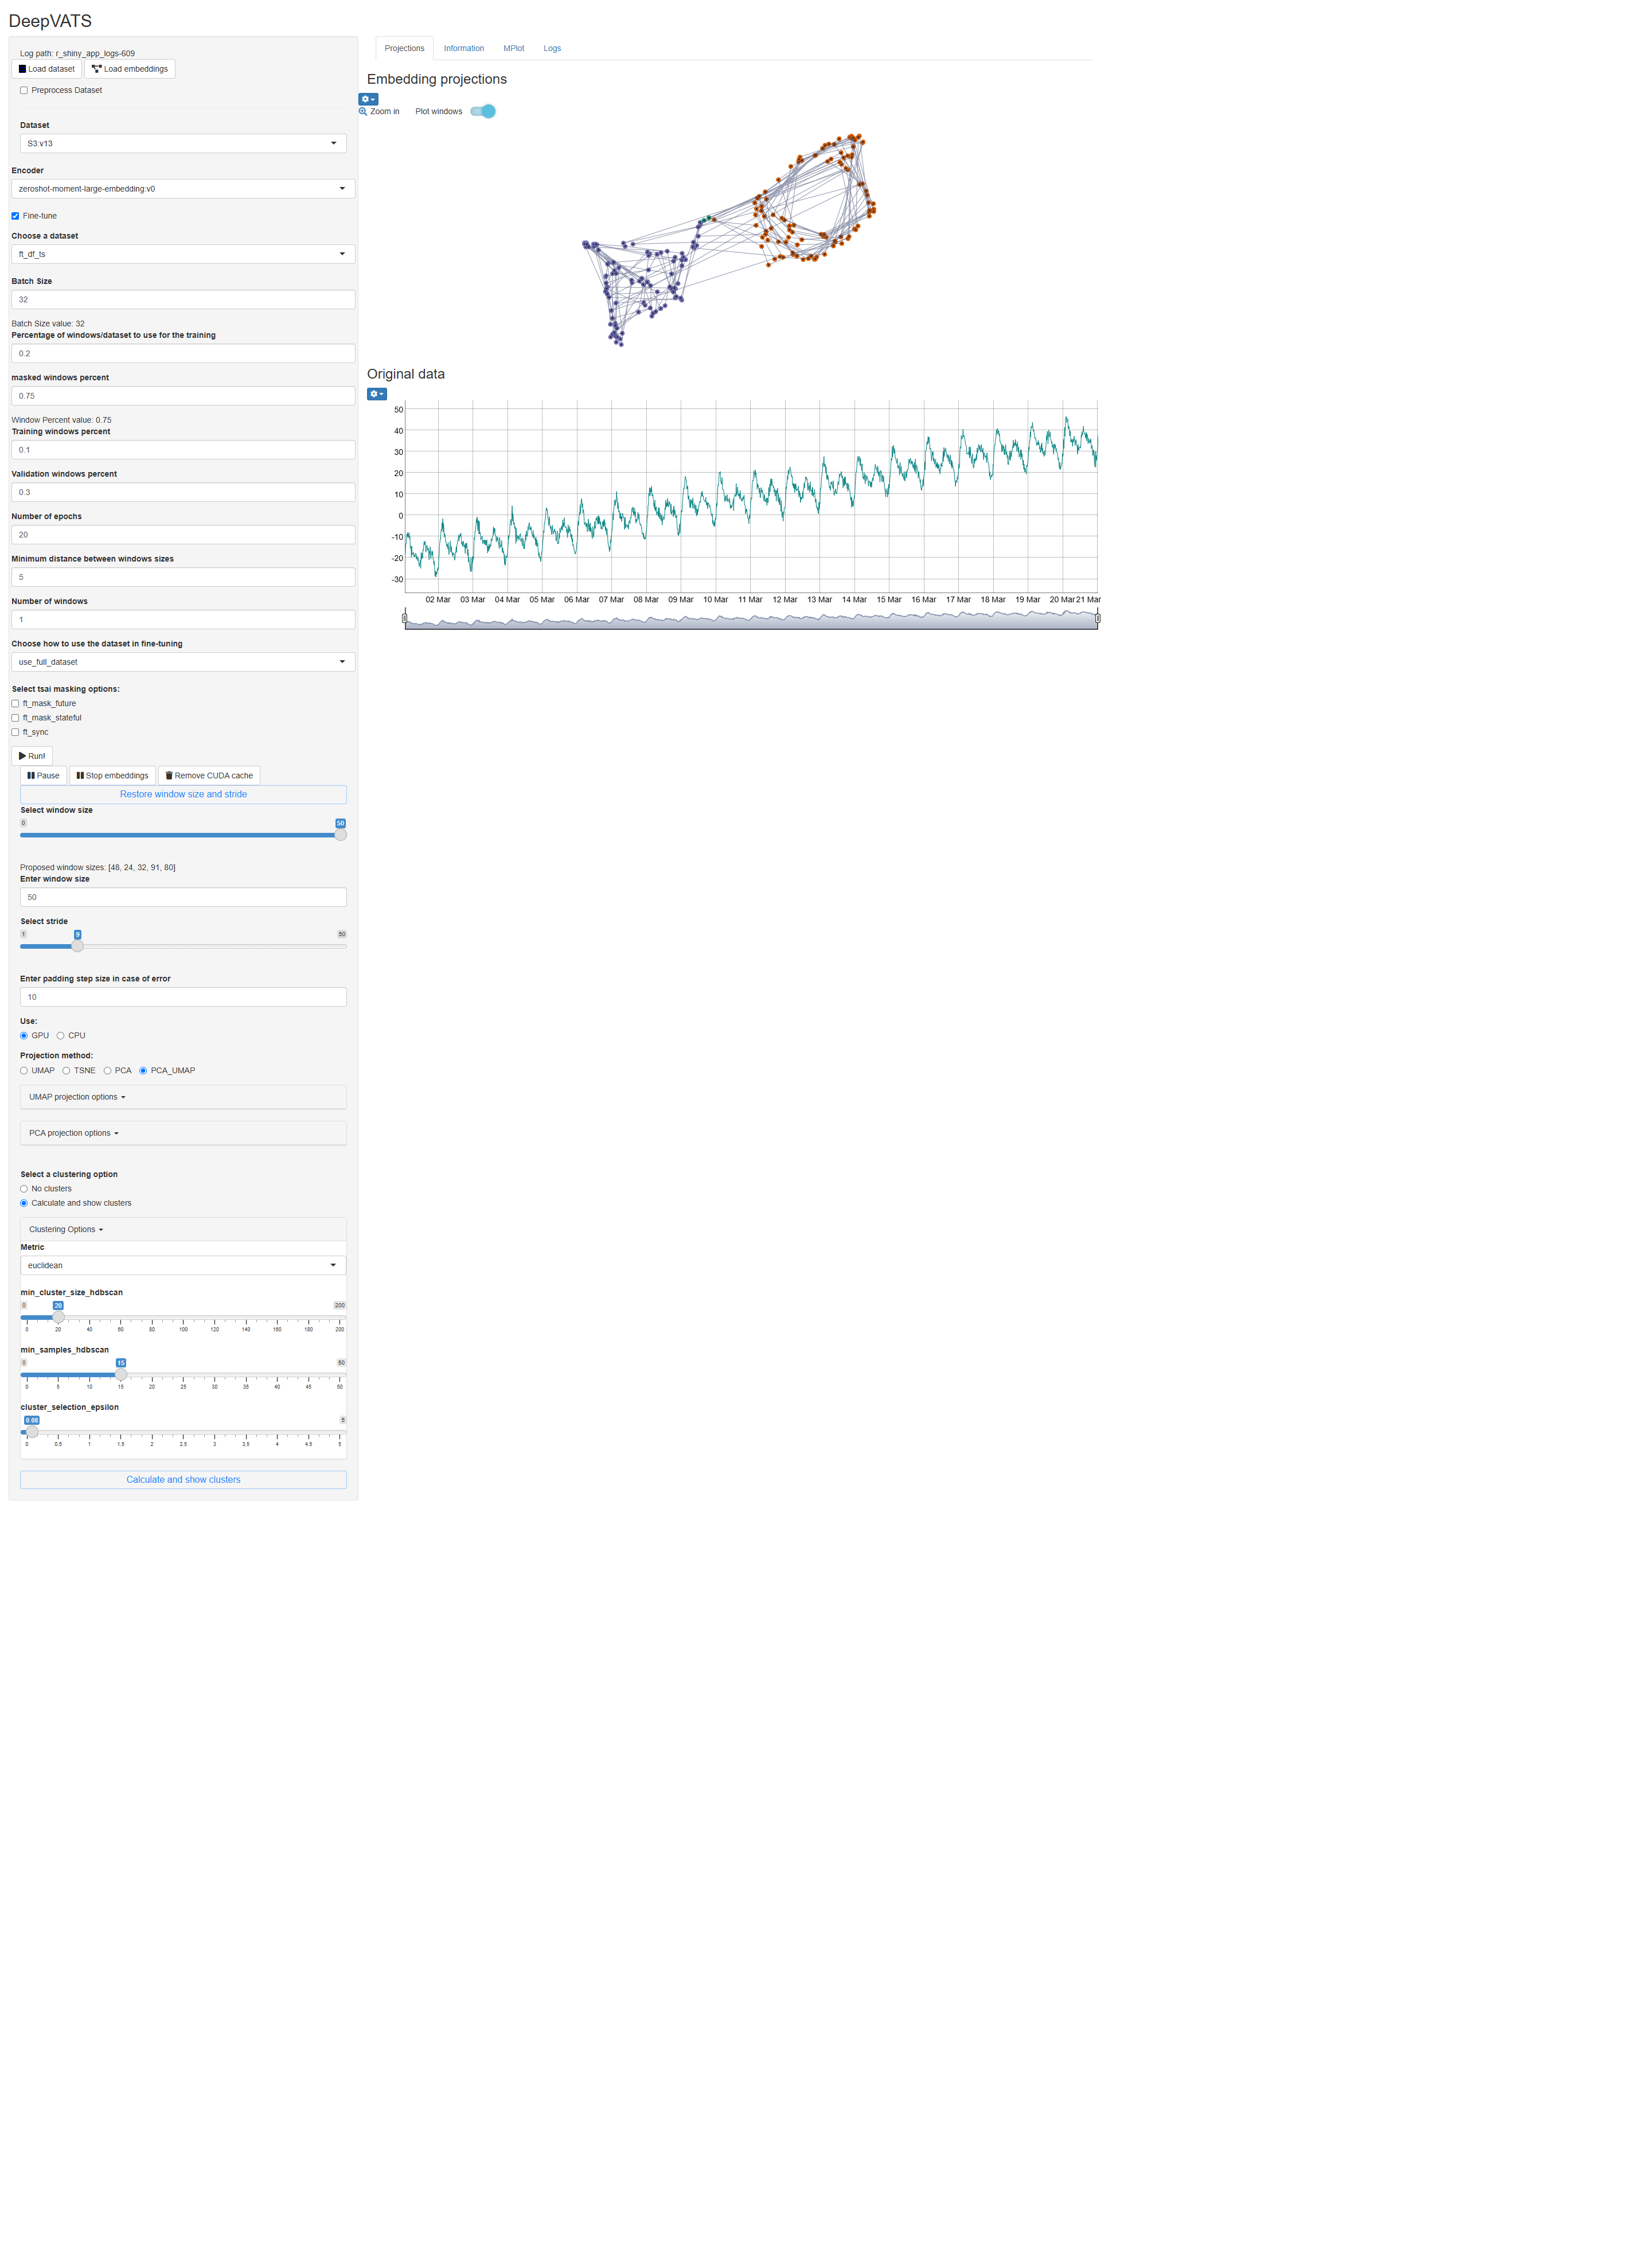 DeepVATS
Log path: r_shiny_app_logs-609
Load dataset
Load embeddings
Preprocess Dataset
Dataset
S3:v13
Encoder
zeroshot-moment-large-embedding:v0
Fine-tune
Choose a dataset
ft_df_ts
Batch Size
32
Batch Size value: 32
Percentage of windows/dataset to use for the training
0.2
masked windows percent
0.75
Window Percent value: 0.75
Training windows percent
0.1
Validation windows percent
0.3
Number of epochs
20
Minimum distance between windows sizes
5
Number of windows
1
Choose how to use the dataset in fine-tuning
use_full_dataset
Select tsai masking options:
ft_mask_future
ft_mask_stateful
ft_sync
Run!
Pause
Stop embeddings
Remove CUDA cache
Restore window size and stride
Select window size
0 50
Proposed window sizes: [48, 24, 32, 91, 80]
Enter window size
50
Select stride
1 9 50
Enter padding step size in case of error
10
Use:
GPU CPU
Projection method:
UMAP TSNE PCA PCA_UMAP
UMAP projection options
PCA projection options
Select a clustering option
No clusters
Calculate and show clusters
Clustering Options
Metric
euclidean
min_cluster_size_hdbscan
0 20 200
0 20 40 60 80 100 120 140 160 180 200
min_samples_hdbscan
0 15 50
0 5 10 15 20 25 30 35 40 45 50
cluster_selection_epsilon
0.08 5
0 0.5 1 1.5 2 2.5 3 3.5 4 4.5 5
Calculate and show clusters
Projections Information MPlot Logs
Embedding projections
Zoom in Plot windows
Original data
50
40
30
20
10
0
-10
-20
-30
02 Mar 03 Mar 04 Mar 05 Mar 06 Mar 07 Mar 08 Mar 09 Mar 10 Mar 11 Mar 12 Mar 13 Mar 14 Mar 15 Mar 16 Mar 17 Mar 18 Mar 19 Mar 20 Mar 21 Mar